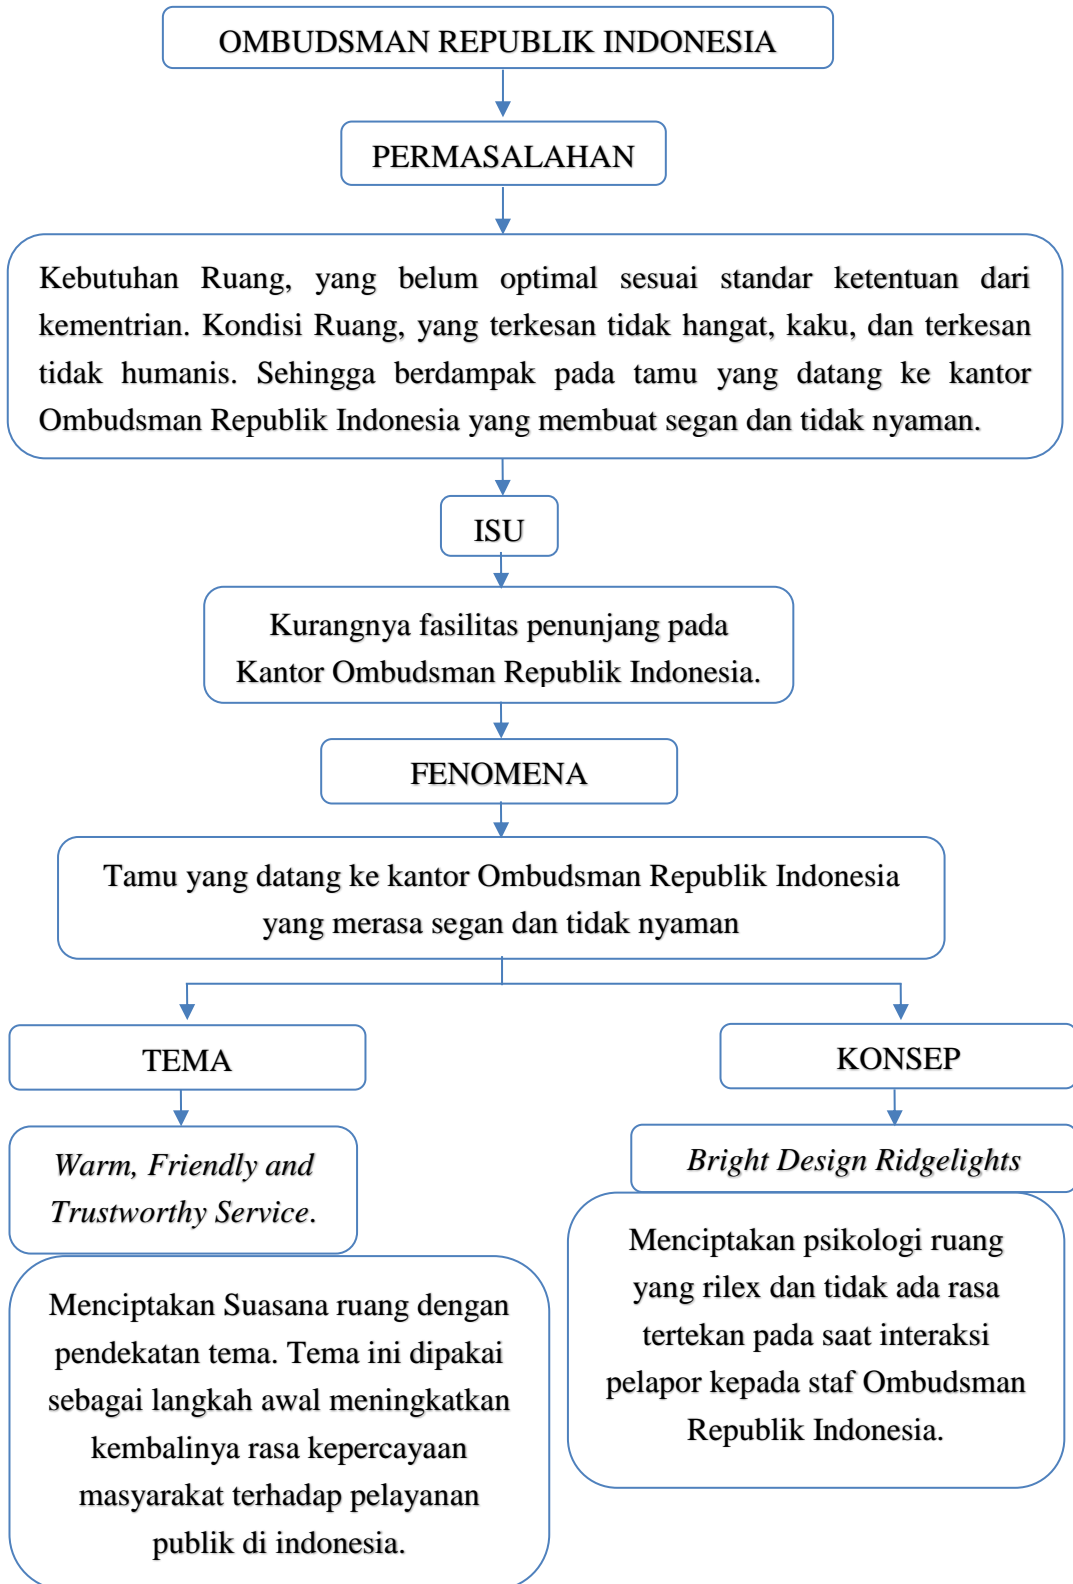 OMBUDSMAN REPUBLIK INDONESIA
PERMASALAHAN
Kebutuhan Ruang, yang belum optimal sesuai standar ketentuan dari
kementrian. Kondisi Ruang, yang terkesan tidak hangat, kaku, dan terkesan
tidak humanis. Sehingga berdampak pada tamu yang datang ke kantor
Ombudsman Republik Indonesia yang membuat segan dan tidak nyaman.
ISU
Kurangnya fasilitas penunjang pada
Kantor Ombudsman Republik Indonesia.
FENOMENA
Tamu yang datang ke kantor Ombudsman Republik Indonesia
yang merasa segan dan tidak nyaman
TEMA
Warm, Friendly and
Trustworthy Service.
Menciptakan Suasana ruang dengan
pendekatan tema. Tema ini dipakai
sebagai langkah awal meningkatkan
kembalinya rasa kepercayaan
masyarakat terhadap pelayanan
publik di indonesia.
KONSEP
Bright Design Ridgelights
Menciptakan psikologi ruang
yang rilex dan tidak ada rasa
tertekan pada saat interaksi
pelapor kepada staf Ombudsman
Republik Indonesia.